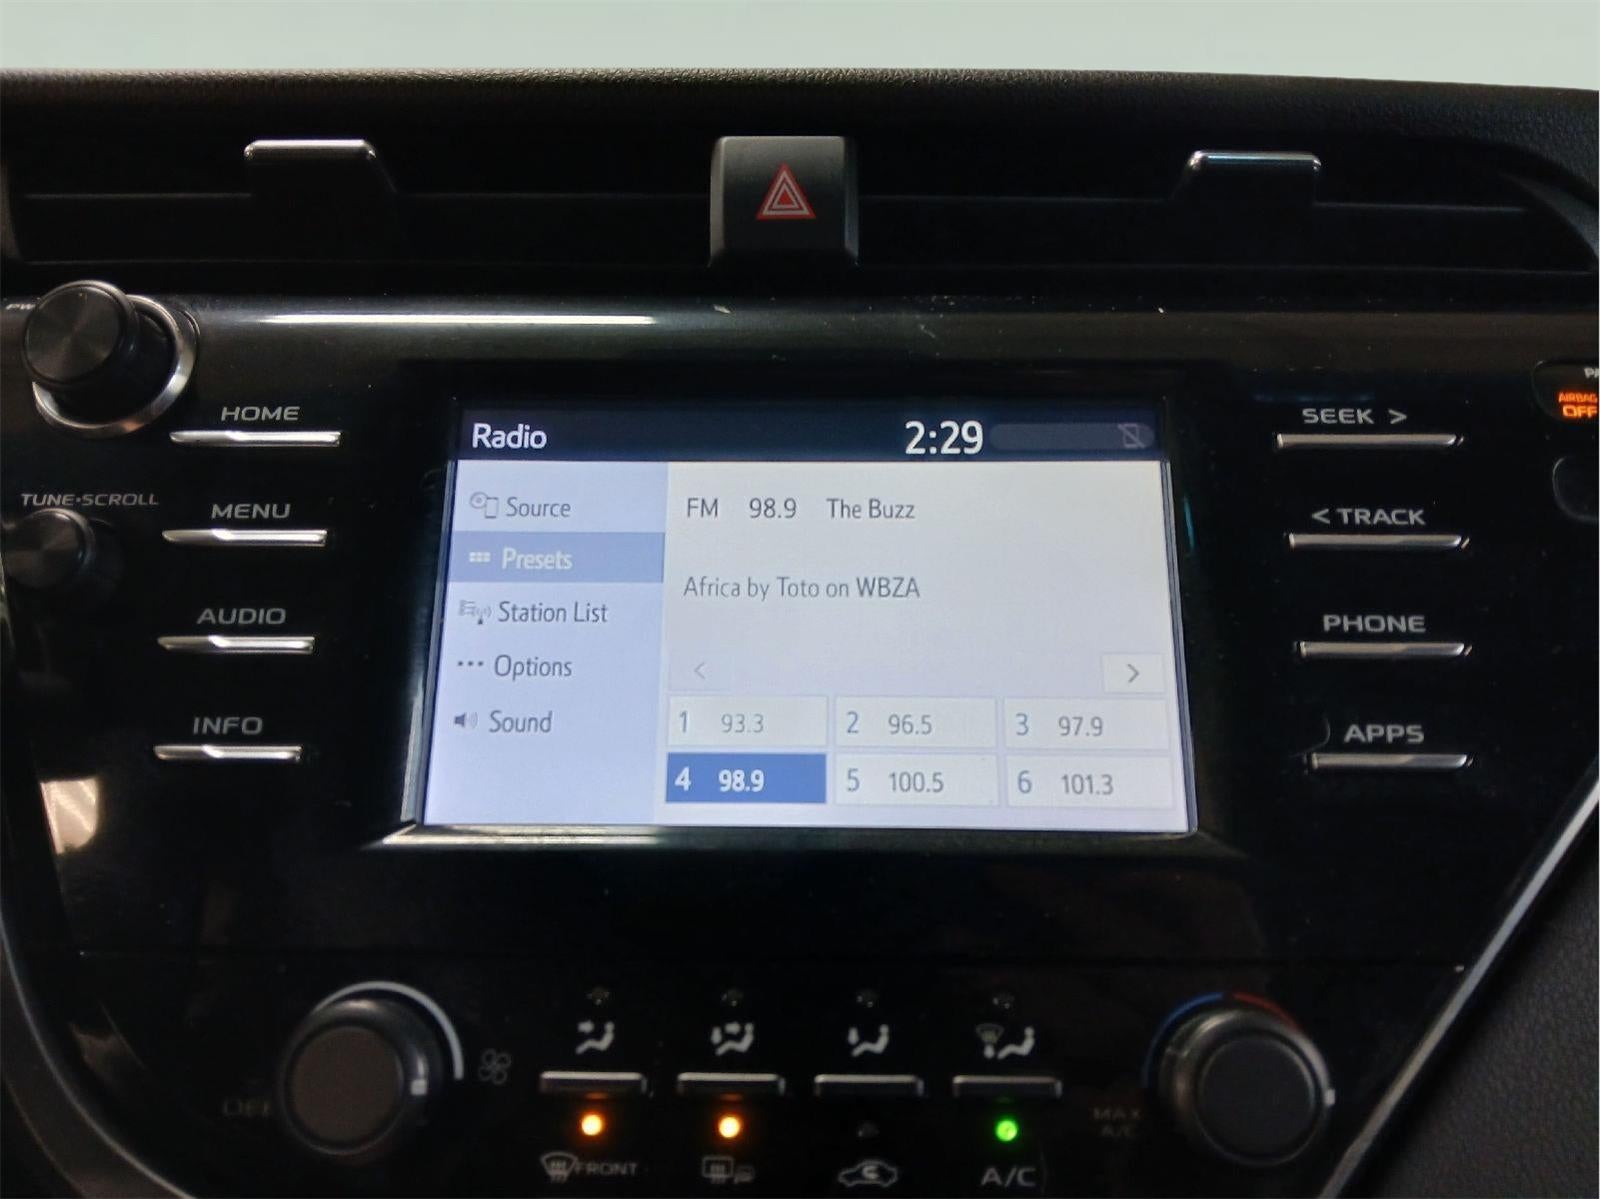 HOME
TUNE•SCROLL
MENU
AUDIO
INFO
Radio 2:29
Source
Presets
Station List
Options
Sound
FM 98.9 The Buzz
Africa by Toto on WBZA
< >
1 93.3 2 96.5 3 97.9
4 98.9 5 100.5 6 101.3
SEEK >
< TRACK
PHONE
APPS
AIRBAG
OFF
OFF
FRONT
A/C
MAX
A/C